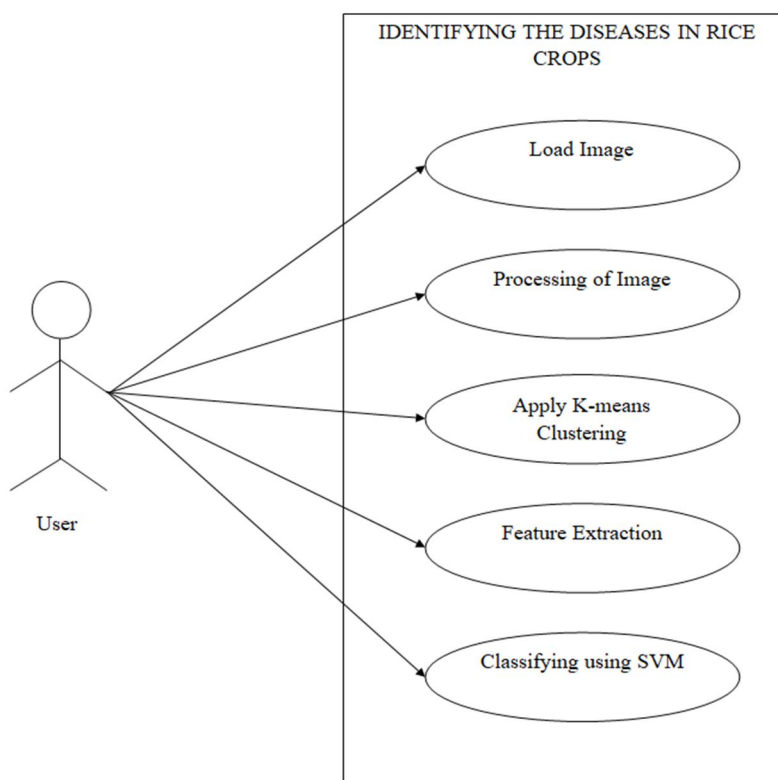 IDENTIFYING THE DISEASES IN RICE
CROPS
Load Image
Processing of Image
Apply K-means
Clustering
Feature Extraction
Classifying using SVM
User